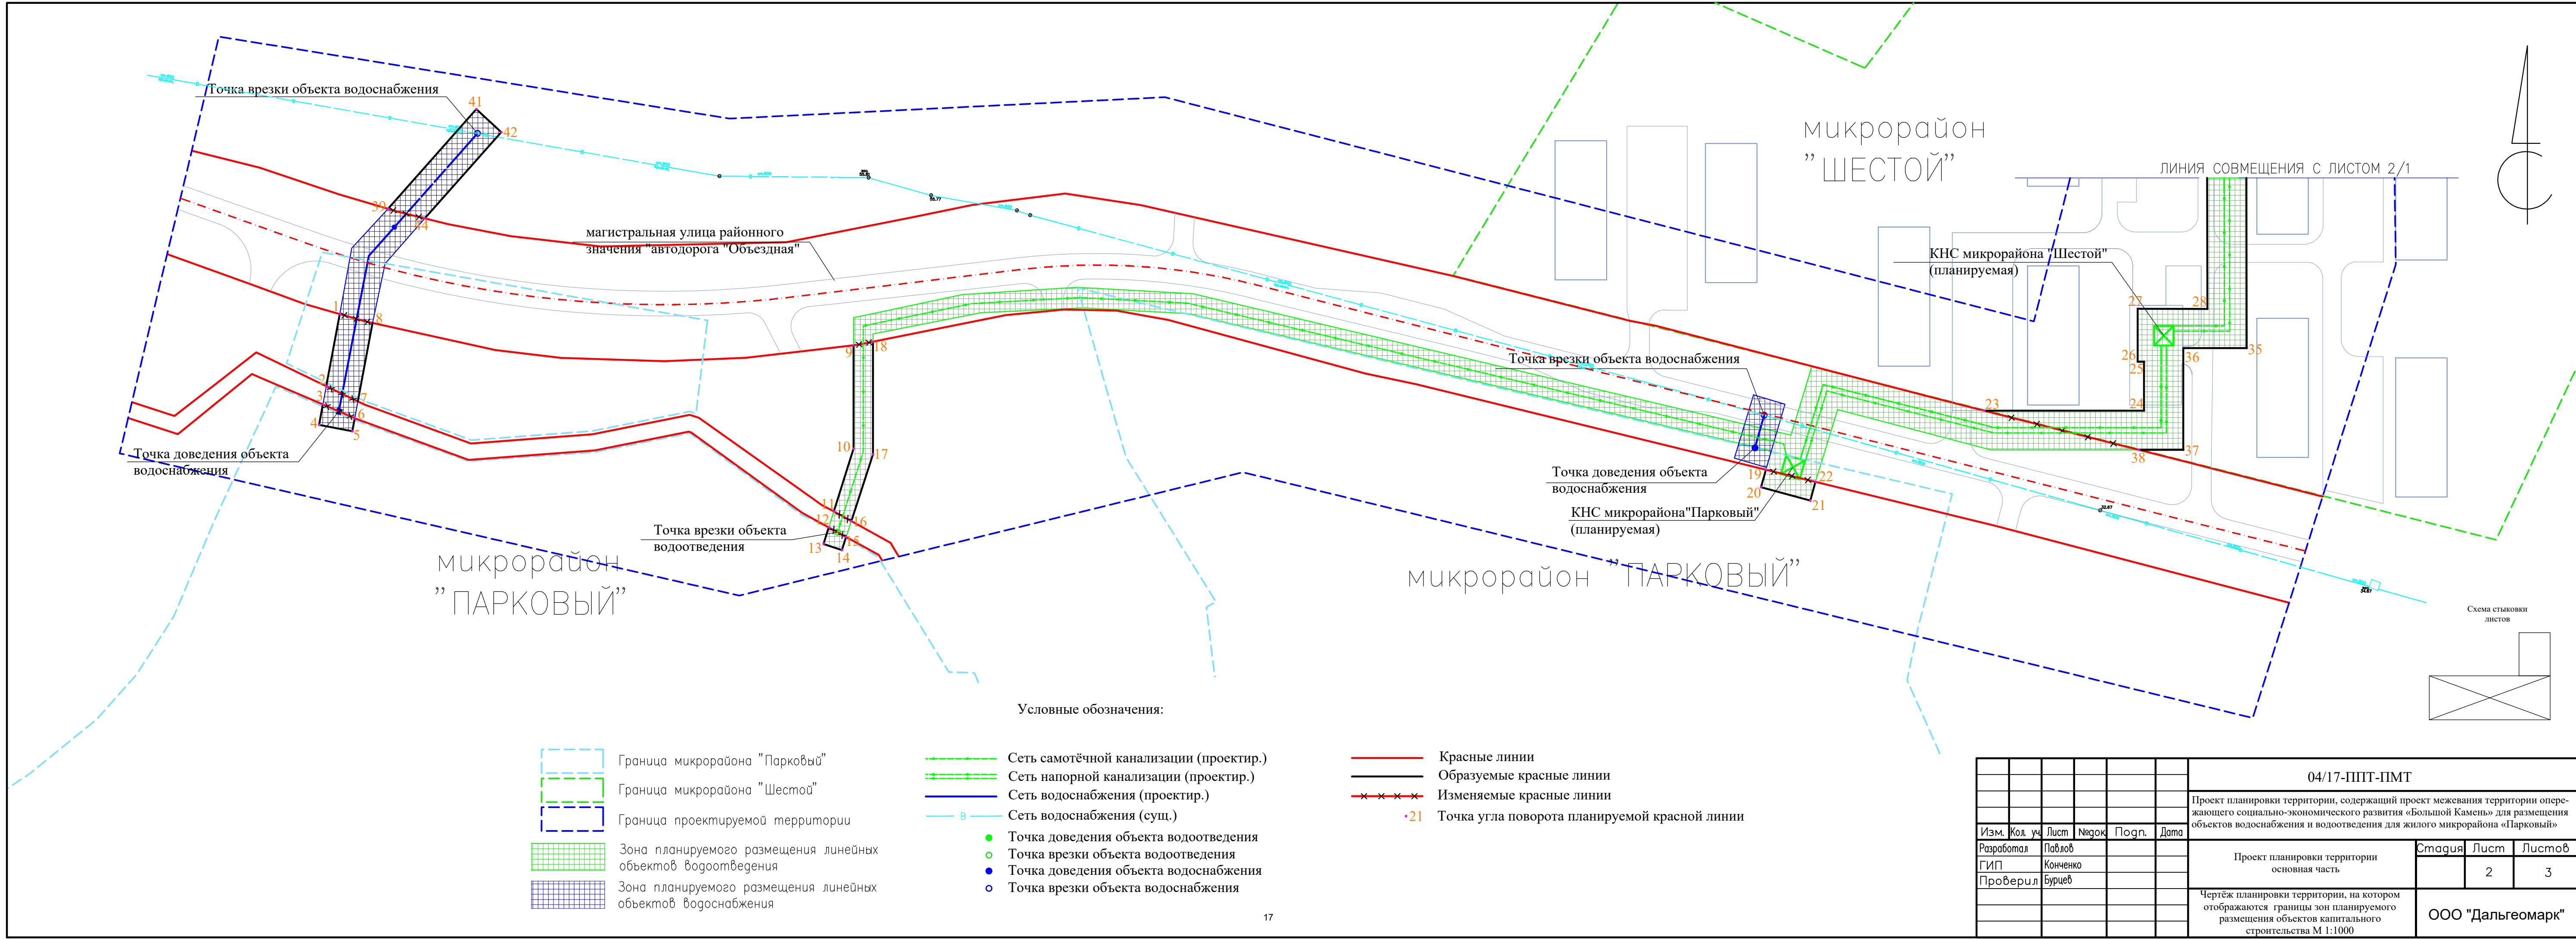 Точка врезки объекта водоснабжения
41
42
39
44
1
8
2
3
7
6
4
5
Точка доведения объекта
водоснабжения
магистральная улица районного
значения "автодорога "Объездная"
9
18
10
17
11
12
16
15
13
14
Точка врезки объекта
водоотведения
микрорайон
"ПАРКОВЫЙ"
микрорайон
"ШЕСТОЙ"
ЛИНИЯ СОВМЕЩЕНИЯ С ЛИСТОМ 2/1
КНС микрорайона "Шестой"
(планируемая)
27
28
26
25
36
35
23
24
38
37
Точка врезки объекта водоснабжения
Точка доведения объекта
водоснабжения
19
20
22
21
КНС микрорайона"Парковый"
(планируемая)
микрорайон "ПАРКОВЫЙ"
Схема стыковки
листов
Условные обозначения:
Граница микрорайона "Парковый"
Граница микрорайона "Шестой"
Граница проектируемой территории
Зона планируемого размещения линейных
объектов водоотведения
Зона планируемого размещения линейных
объектов водоснабжения
Сеть самотёчной канализации (проектир.)
Сеть напорной канализации (проектир.)
Сеть водоснабжения (проектир.)
В
Сеть водоснабжения (сущ.)
Точка доведения объекта водоотведения
Точка врезки объекта водоотведения
Точка доведения объекта водоснабжения
Точка врезки объекта водоснабжения
Красные линии
Образуемые красные линии
Изменяемые красные линии
21 Точка угла поворота планируемой красной линии
17
04/17-ППТ-ПМТ
Проект планировки территории, содержащий проект межевания территории опере-
жающего социально-экономического развития «Большой Камень» для размещения
объектов водоснабжения и водоотведения для жилого микрорайона «Парковый»
Изм. Кол. уч Лист №док Подп. Дата
Разработал Павлов
ГИП Конченко
Проверил Бурцев
Проект планировки территории
основная часть
Стадия Лист Листов
2 3
Чертёж планировки территории, на котором
отображаются границы зон планируемого
размещения объектов капитального
строительства М 1:1000
ООО "Дальгеомарк"